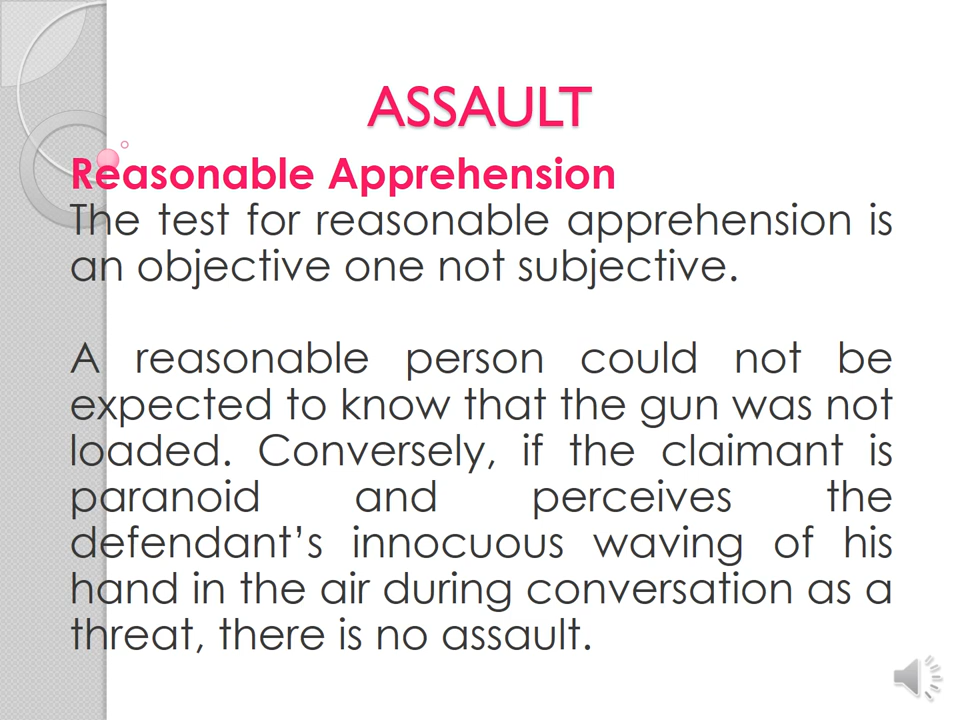 ASSAULT
Reasonable Apprehension
The test for reasonable apprehension is
an objective one not subjective.
A reasonable person could not be
expected to know that the gun was not
loaded. Conversely, if the claimant is
paranoid and perceives the
defendant’s innocuous waving of his
hand in the air during conversation as a
threat, there is no assault.